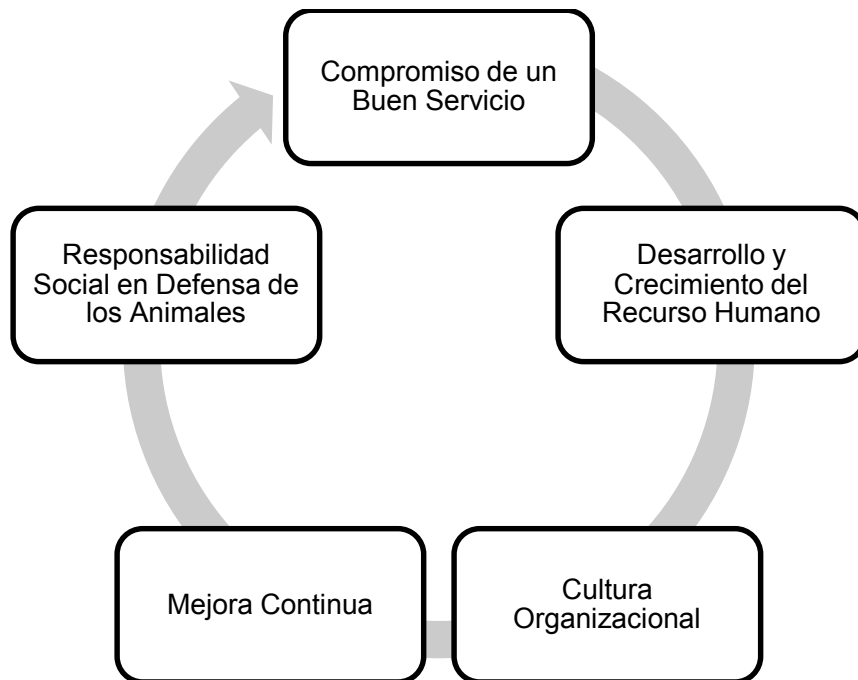 Compromiso de un
Buen Servicio
Desarrollo y
Crecimiento del
Recurso Humano
Cultura
Organizacional
Mejora Continua
Responsabilidad
Social en Defensa de
los Animales